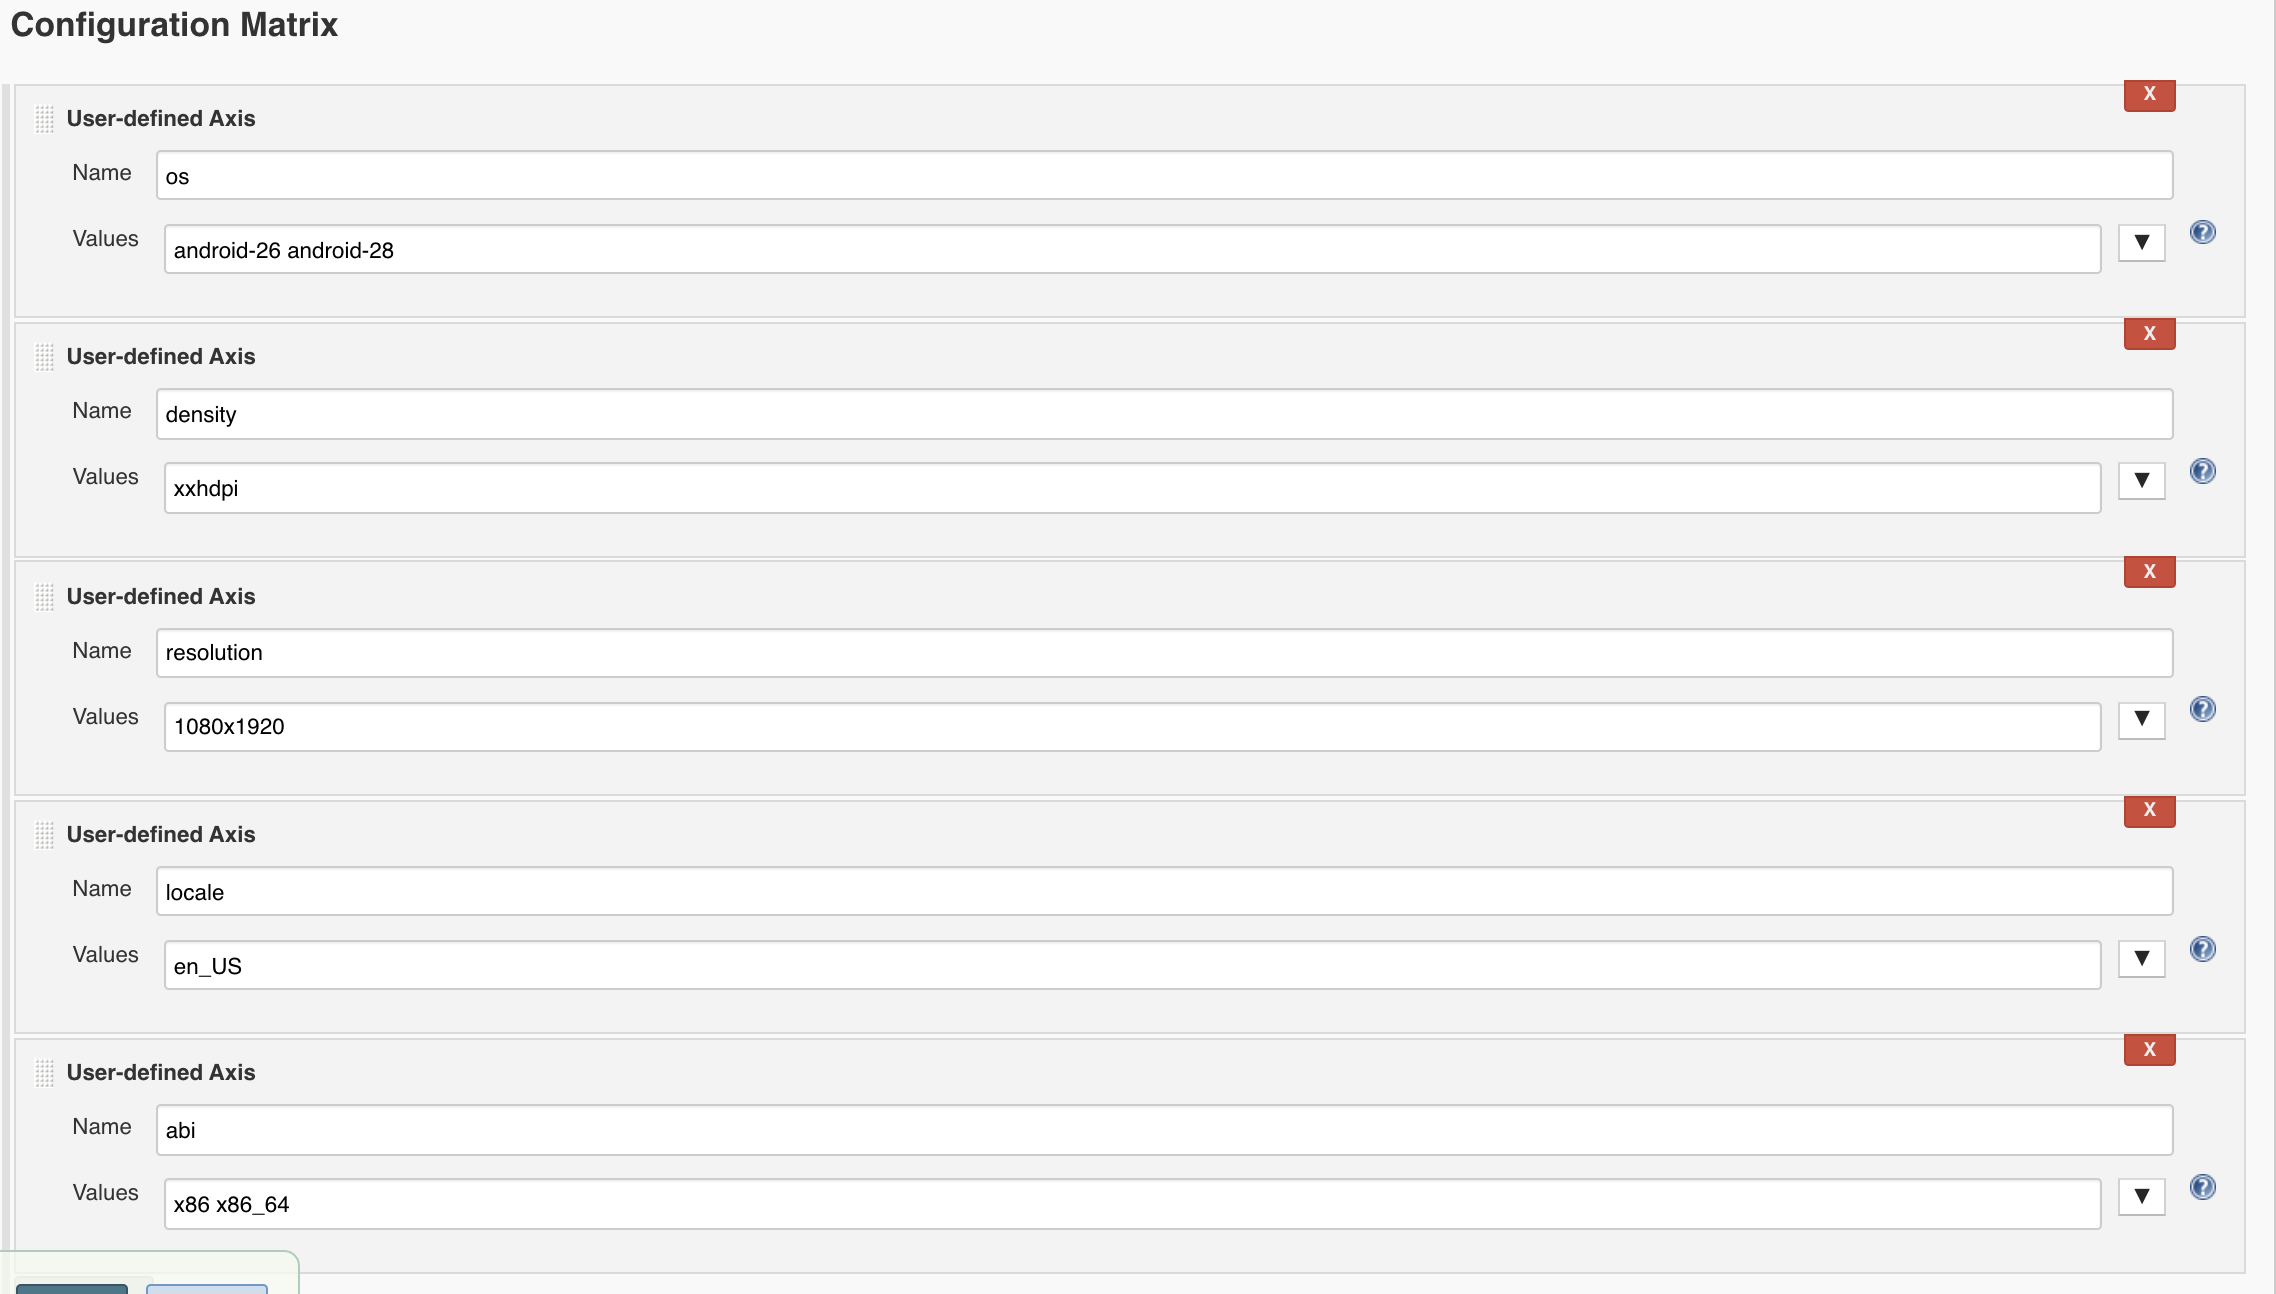 Configuration Matrix
X
User-defined Axis
Name os
Values android-26 android-28 ▼ ?
X
User-defined Axis
Name density
Values xxhdpi ▼ ?
X
User-defined Axis
Name resolution
Values 1080x1920 ▼ ?
X
User-defined Axis
Name locale
Values en_US ▼ ?
X
User-defined Axis
Name abi
Values x86 x86_64 ▼ ?